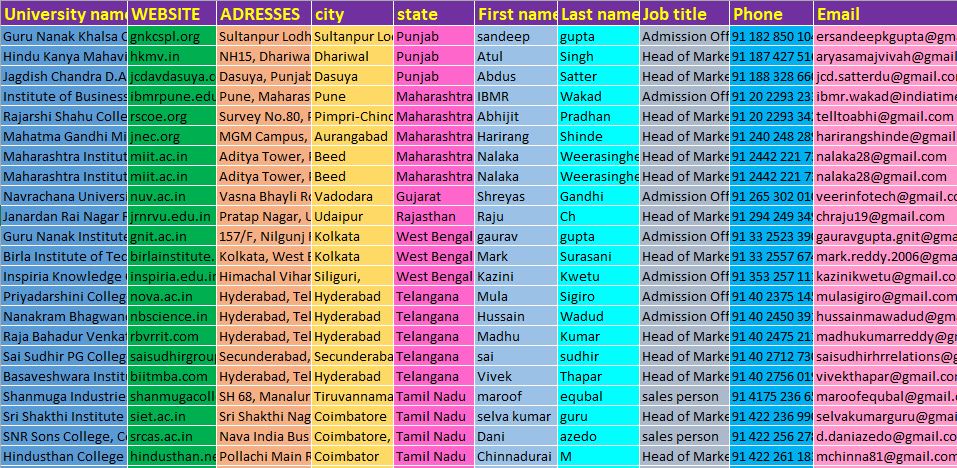 University name WEBSITE ADRESSES city state First name Last name Job title Phone Email
Guru Nanak Khalsa C gnkcspl.org Sultanpur Lodh Sultanpur Lo Punjab sandeep gupta Admission Off 91 182 850 10 ersandeepkgupta@gm
Hindu Kanya Mahavi hkmv.in NH15, Dhariwa Dhariwal Punjab Atul Singh Head of Marke 91 187 427 51 aryasamajvivah@gmail
Jagdish Chandra D.A jcdavdasuya.c Dasuya, Punjab Dasuya Punjab Abdus Satter Head of Marke 91 188 328 66 jcd.satterdu@gmail.com
Institute of Business ibmrpune.edu Pune, Maharas Pune Maharashtra IBMR Wakad Admission Off 91 20 2293 23 ibmr.wakad@indiatime
Rajarshi Shahu Colle rscoe.org Survey No.80, P Pimpri-Chinc Maharashtra Abhijit Pradhan Head of Marke 91 20 2293 34 telltoabhi@gmail.com
Mahatma Gandhi Mi jnec.org MGM Campus, Aurangabad Maharashtra Harirang Shinde Head of Marke 91 240 248 28 harirangshinde@gmail
Maharashtra Institut miit.ac.in Aditya Tower, Beed Maharashtra Nalaka Weerasinghe Head of Marke 91 2442 221 7 nalaka28@gmail.com
Maharashtra Institut miit.ac.in Aditya Tower, Beed Maharashtra Nalaka Weerasinghe Head of Marke 91 2442 221 7 nalaka28@gmail.com
Navrachana Universi nuv.ac.in Vasna Bhayli Ro Vadodara Gujarat Shreyas Gandhi Admission Off 91 265 302 01 veerinfotech@gmail.co
Janardan Rai Nagar R jrnrvu.edu.in Pratap Nagar, U Udaipur Rajasthan Raju Ch Head of Marke 91 294 249 34 chraju19@gmail.com
Guru Nanak Institute gnit.ac.in 157/F, Nilgunj Kolkata West Bengal gaurav gupta Admission Off 91 33 2523 39 gauravgupta.gnit@gmai
Birla Institute of Tec birlainstitute. Kolkata, West B Kolkata West Bengal Mark Surasani Head of Marke 91 33 2557 67 mark.reddy.2006@gmai
Inspiria Knowledge inspiria.edu.i Himachal Vihar Siliguri, West Bengal Kazini Kwetu Admission Off 91 353 257 11 kazinikwetu@gmail.com
Priyadarshini College nova.ac.in Hyderabad, Tel Hyderabad Telangana Mula Sigiro Admission Off 91 40 2375 14 mulasigiro@gmail.com
Nanakram Bhagwan nbscience.in Hyderabad, Tel Hyderabad Telangana Hussain Wadud Admission Off 91 40 2450 39 hussainmawadud@gma
Raja Bahadur Venkat rbvrrit.com Hyderabad, Tel Hyderabad Telangana Madhu Kumar Head of Marke 91 40 2710 41 madhukumarreddy@gm
Sai Sudhir PG College saisudhirgrou Secunderabad, Secunderaba Telangana sai sudhir Head of Marke 91 40 2712 73 saisudhirhrrelations@g
Basaveshwara Instit biitmba.com Hyderabad, Tel Hyderabad Telangana Vivek Thapar Head of Marke 91 40 2756 01 vivekthapar@gmail.com
Shanmuga Industries shanmugacoll SH 68, Manalur Tiruvannama Tamil Nadu maroof equbal sales person 91 4175 236 6 maroofequbal@gmail.c
Sri Shakthi Institute siet.ac.in Sri Shakthi Nag Coimbatore Tamil Nadu selva kumar guru Head of Marke 91 422 236 99 selvakumarguru@gmail
SNR Sons College, C srcas.ac.in Nava India Bus Coimbatore, Tamil Nadu Dani azedo sales person 91 422 256 27 d.daniazedo@gmail.com
Hindusthan College hindusthan.ne Pollachi Main R Coimbator Tamil Nadu Chinnadurai M Head of Marke 91 422 261 18 mchinna81@gmail.com